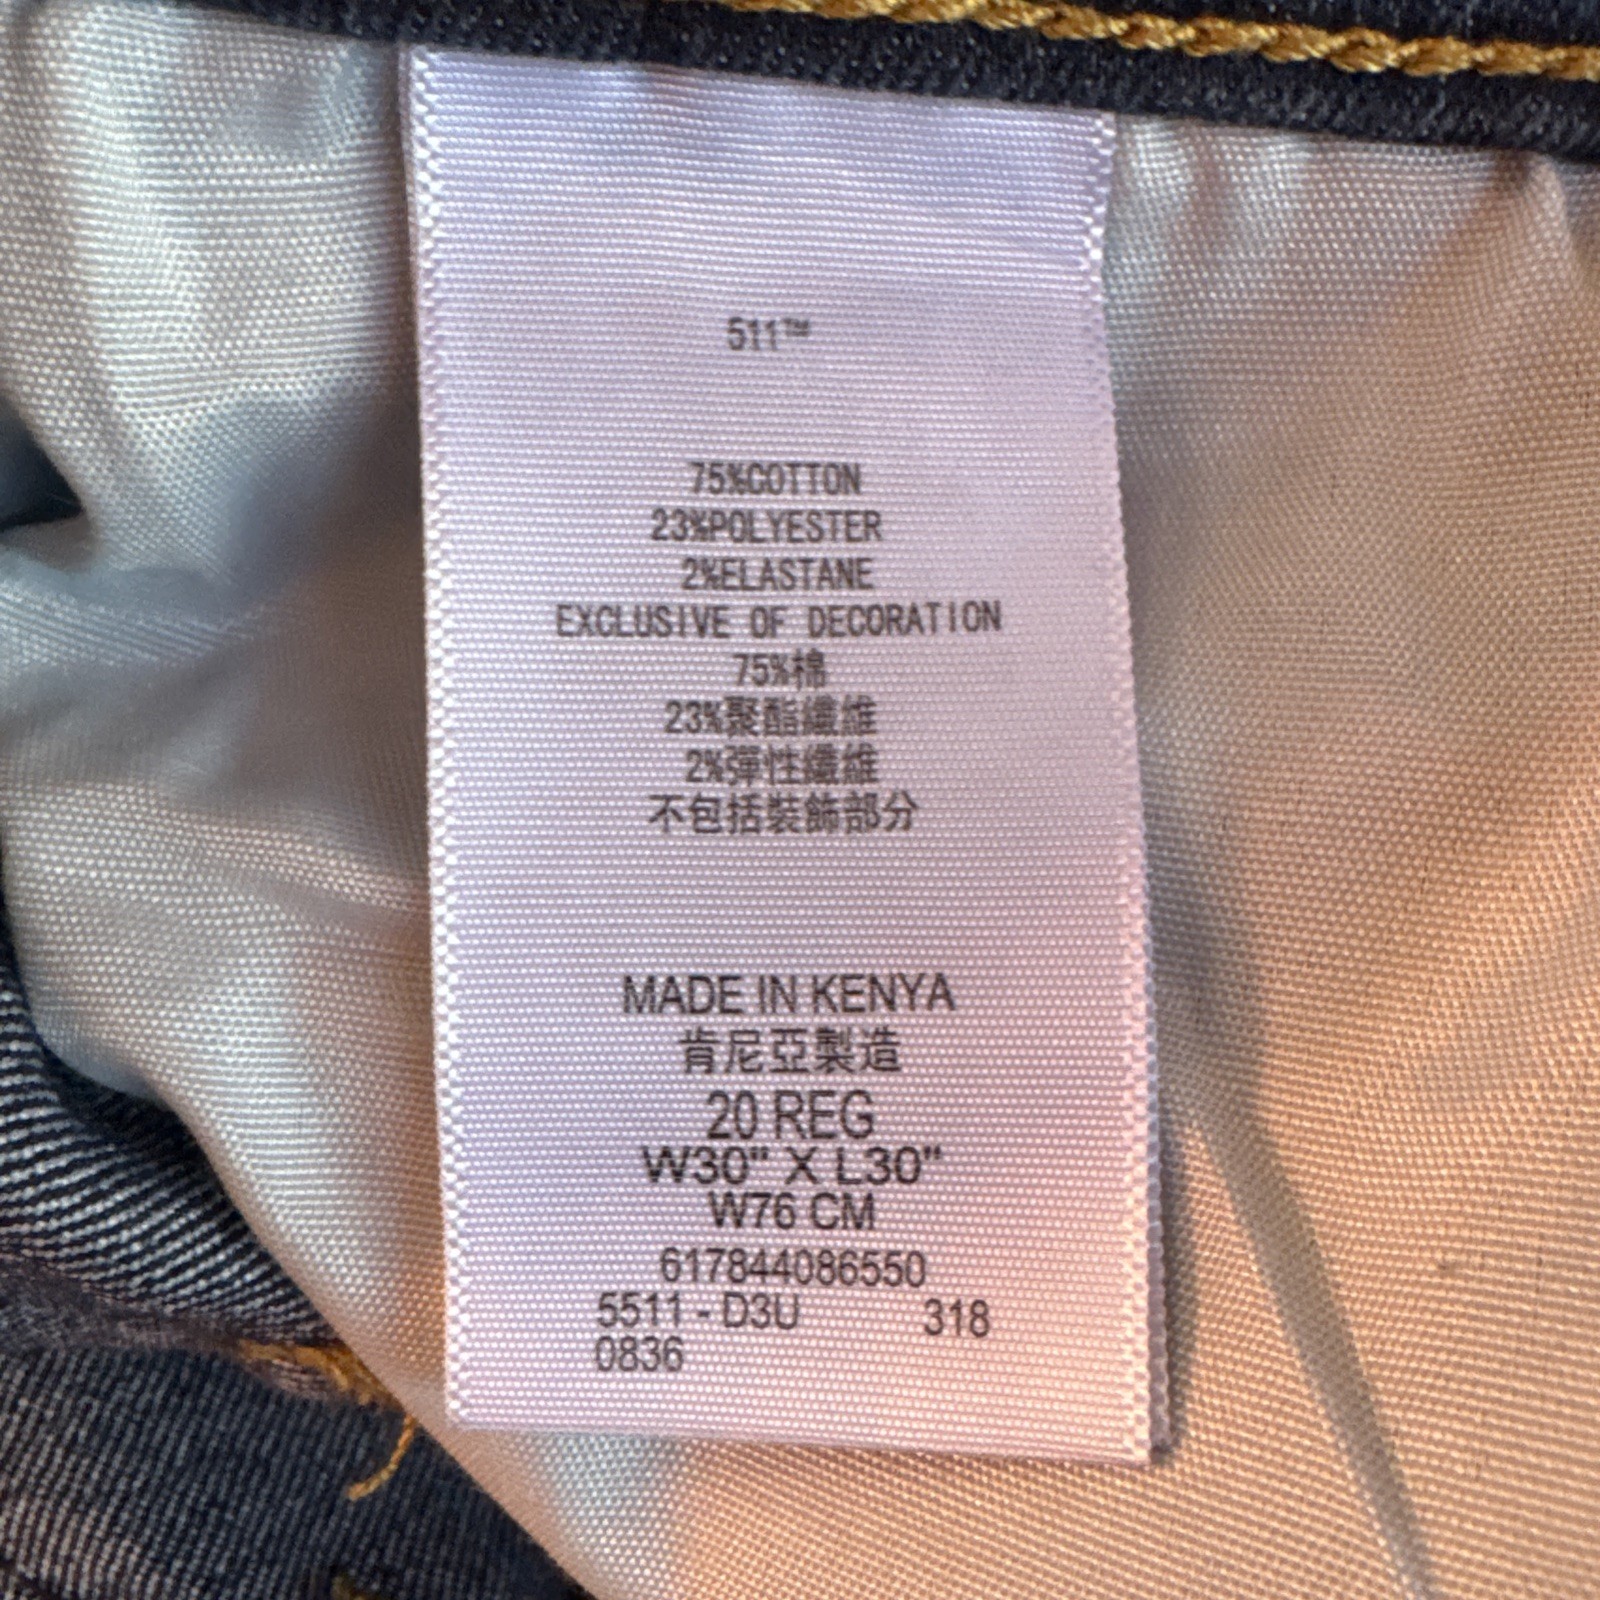 511™
75%COTTON
23%POLYESTER
2%ELASTANE
EXCLUSIVE OF DECORATION
75%棉
23%聚酯纖維
2%彈性纖維
不包括裝飾部分
MADE IN KENYA
肯尼亞製造
20 REG
W30" X L30"
W76 CM
617844086550
5511 - D3U 318
0836